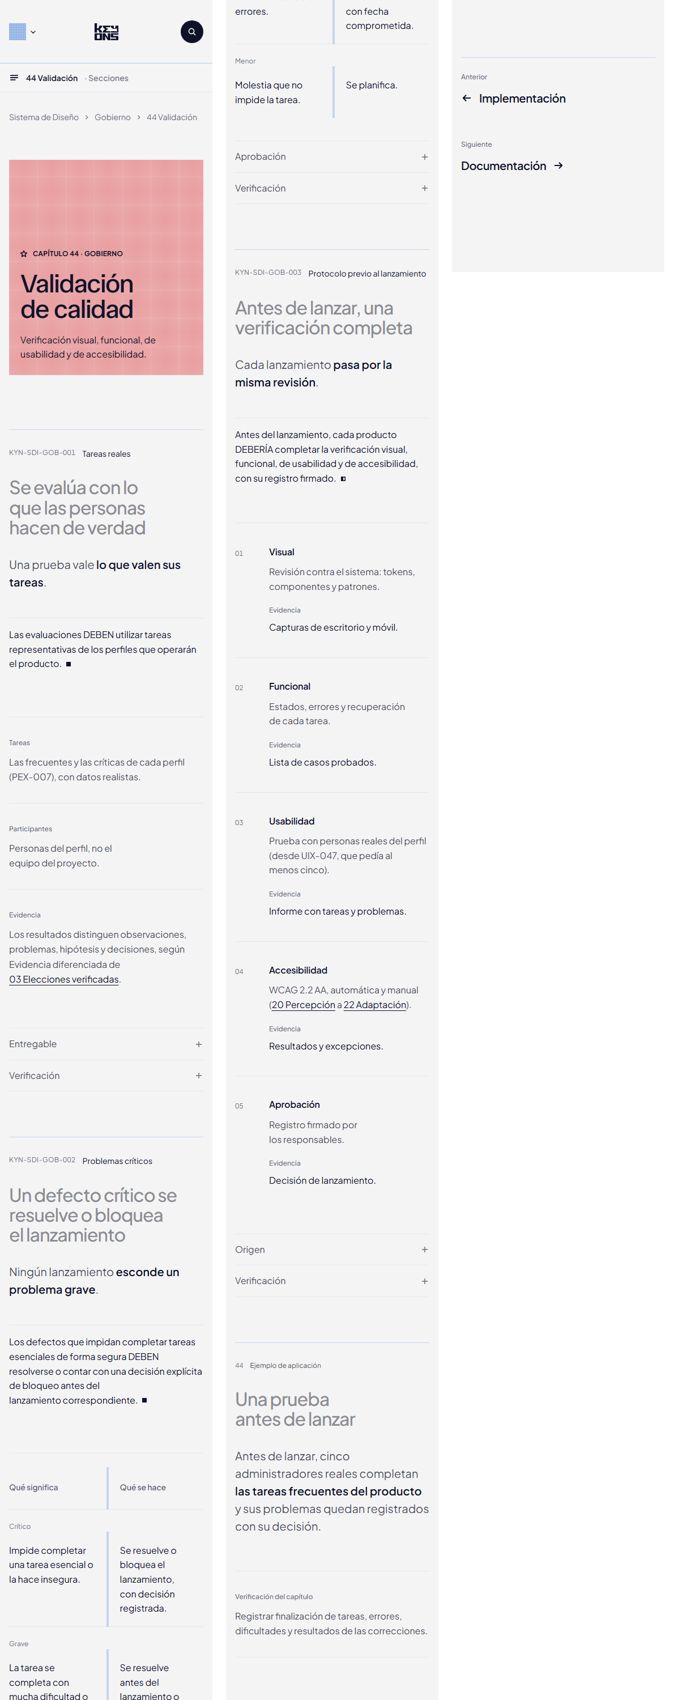 KEY
ONS
44 Validación · Secciones
Sistema de Diseño > Gobierno > 44 Validación
CAPÍTULO 44 · GOBIERNO
Validación
de calidad
Verificación visual, funcional, de
usabilidad y de accesibilidad.
KYN-SDI-GOB-001 Tareas reales
Se evalúa con lo
que las personas
hacen de verdad
Una prueba vale lo que valen sus
tareas.
Las evaluaciones DEBEN utilizar tareas
representativas de los perfiles que operarán
el producto.
Tareas
Las frecuentes y las críticas de cada perfil
(PEX-007), con datos realistas.
Participantes
Personas del perfil, no el
equipo del proyecto.
Evidencia
Los resultados distinguen observaciones,
problemas, hipótesis y decisiones, según
Evidencia diferenciada de
03 Elecciones verificadas.
Entregable +
Verificación +
KYN-SDI-GOB-002 Problemas críticos
Un defecto crítico se
resuelve o bloquea
el lanzamiento
Ningún lanzamiento esconde un
problema grave.
Los defectos que impidan completar tareas
esenciales de forma segura DEBEN
resolverse o contar con una decisión explícita
de bloqueo antes del
lanzamiento correspondiente.
Qué significa
Qué se hace
Crítico
Impide completar
una tarea esencial o
la hace insegura.
Se resuelve o
bloquea el
lanzamiento,
con decisión
registrada.
Grave
La tarea se
completa con
mucha dificultad o
Se resuelve
antes del
lanzamiento o
errores.
con fecha
comprometida.
Menor
Molestia que no
impide la tarea.
Se planifica.
Aprobación +
Verificación +
KYN-SDI-GOB-003 Protocolo previo al lanzamiento
Antes de lanzar, una
verificación completa
Cada lanzamiento pasa por la
misma revisión.
Antes del lanzamiento, cada producto
DEBERÍA completar la verificación visual,
funcional, de usabilidad y de accesibilidad,
con su registro firmado.
01 Visual
Revisión contra el sistema: tokens,
componentes y patrones.
Evidencia
Capturas de escritorio y móvil.
02 Funcional
Estados, errores y recuperación
de cada tarea.
Evidencia
Lista de casos probados.
03 Usabilidad
Prueba con personas reales del perfil
(desde UIX-047, que pedía al
menos cinco).
Evidencia
Informe con tareas y problemas.
04 Accesibilidad
WCAG 2.2 AA, automática y manual
(20 Percepción a 22 Adaptación).
Evidencia
Resultados y excepciones.
05 Aprobación
Registro firmado por
los responsables.
Evidencia
Decisión de lanzamiento.
Origen +
Verificación +
44 Ejemplo de aplicación
Una prueba
antes de lanzar
Antes de lanzar, cinco
administradores reales completan
las tareas frecuentes del producto
y sus problemas quedan registrados
con su decisión.
Verificación del capítulo
Registrar finalización de tareas, errores,
dificultades y resultados de las correcciones.
Anterior
← Implementación
Siguiente
Documentación →